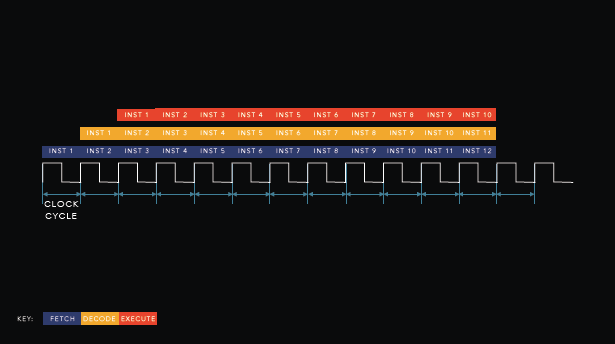 INST 1 INST 2 INST 3 INST 4 INST 5 INST 6 INST 7 INST 8 INST 9 INST 10
INST 1 INST 2 INST 3 INST 4 INST 5 INST 6 INST 7 INST 8 INST 9 INST 10 INST 11
INST 1 INST 2 INST 3 INST 4 INST 5 INST 6 INST 7 INST 8 INST 9 INST 10 INST 11 INST 12
CLOCK
CYCLE
KEY: FETCH DECODE EXECUTE